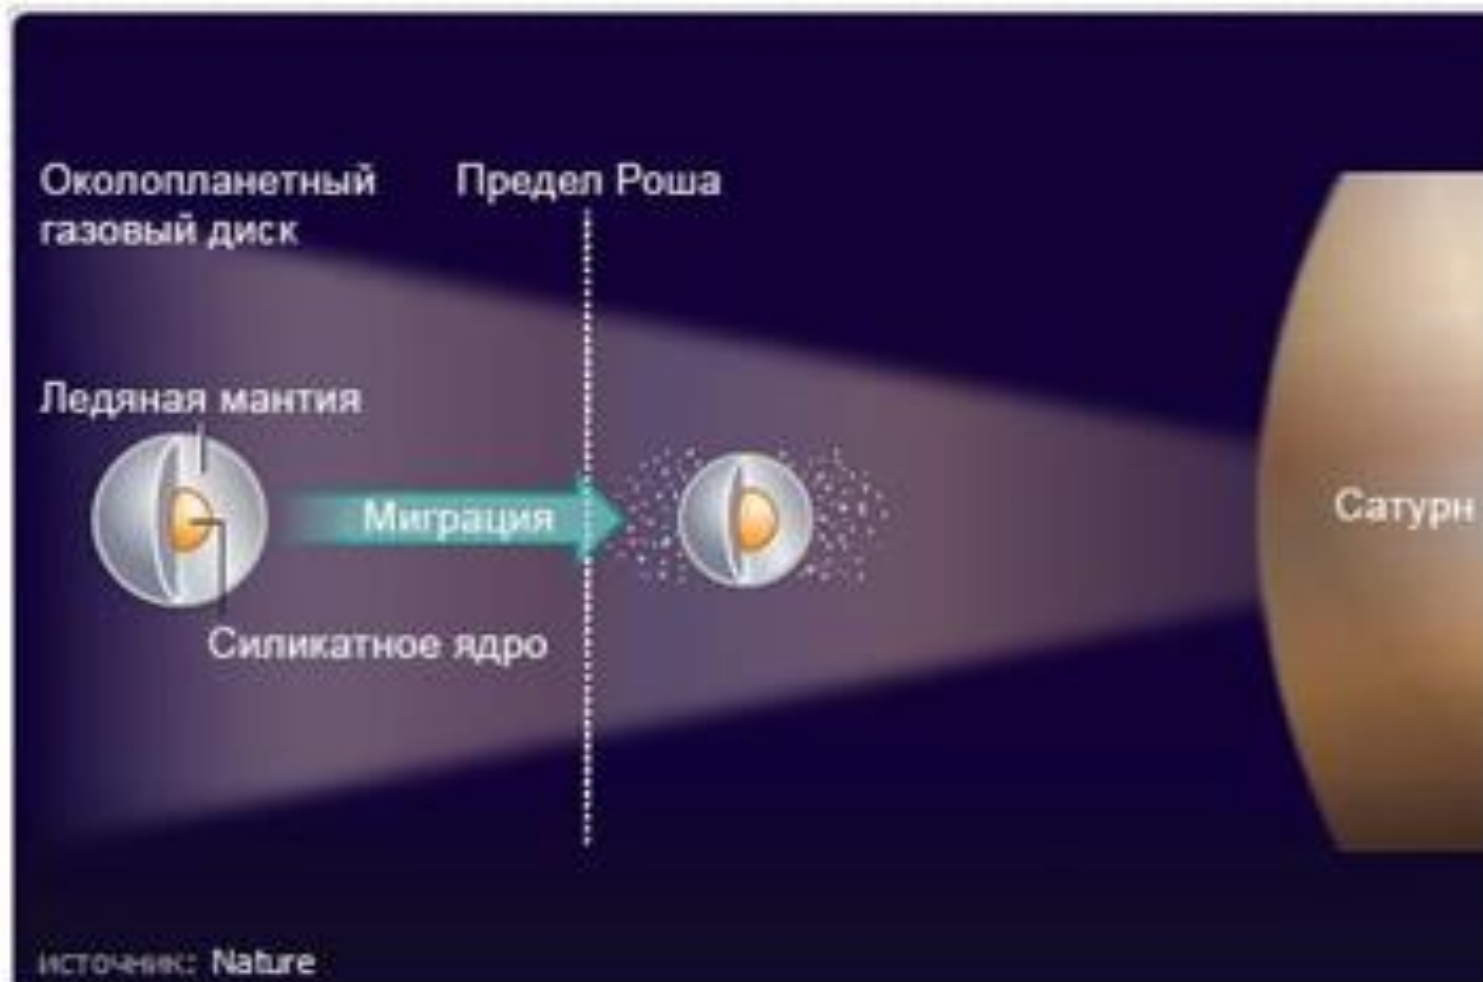 Околопланетный
газовый диск
Предел Роша
Ледяная мантия
Миграция
Сатурн
Силикатное ядро
источник: Nature